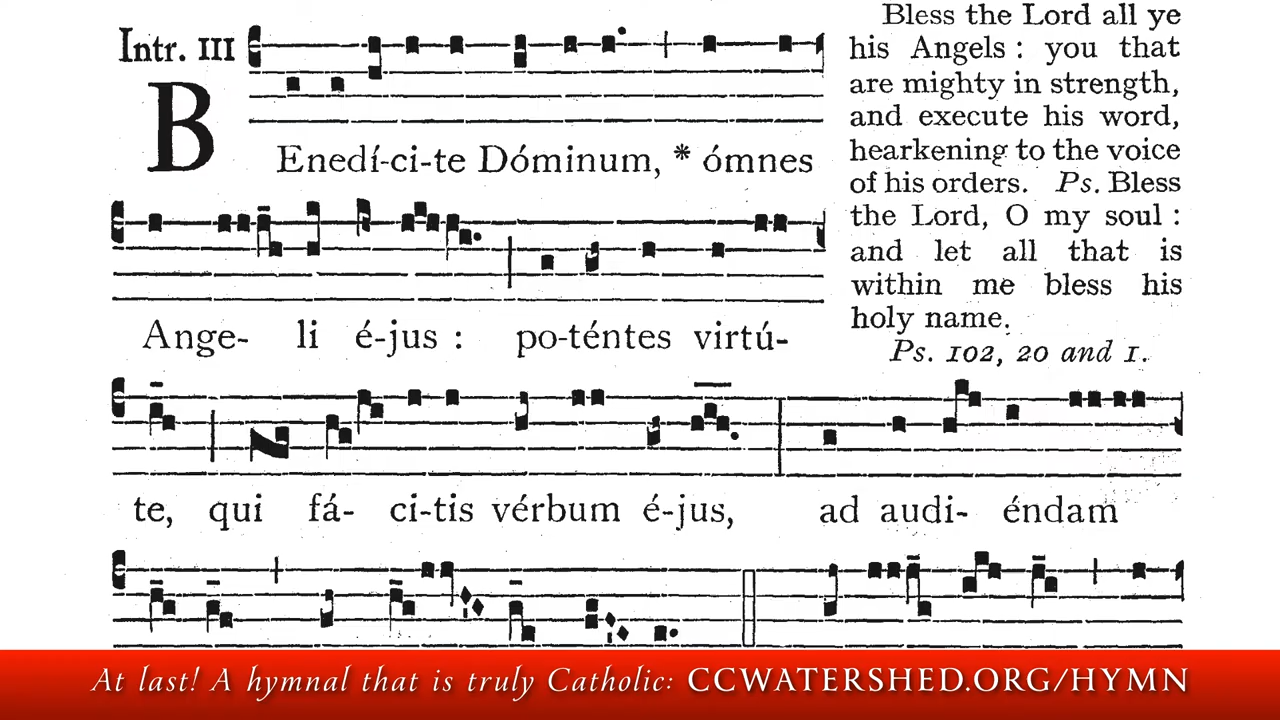 Intr. III
BEnedí-ci-te Dóminum, * ómnes
Ange- li é-jus : po-téntes virtú-
te, qui fá- ci-tis vérbum é-jus, ad audi- éndam
Bless the Lord all ye
his Angels : you that
are mighty in strength,
and execute his word,
hearkening to the voice
of his orders. Ps. Bless
the Lord, O my soul :
and let all that is
within me bless his
holy name.
Ps. 102, 20 and 1.
At last! A hymnal that is truly Catholic: CCWATERSHED.ORG/HYMN